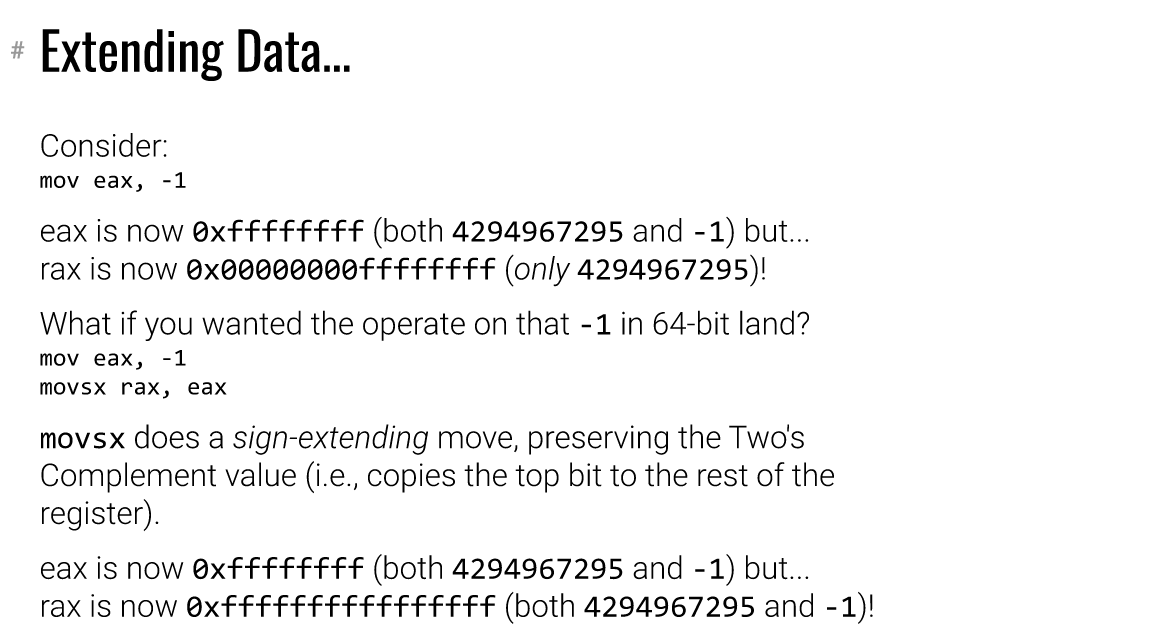 # Extending Data...
Consider:
mov eax, -1
eax is now 0xffffffff (both 4294967295 and -1) but...
rax is now 0x00000000ffffffff (only 4294967295)!
What if you wanted the operate on that -1 in 64-bit land?
mov eax, -1
movsx rax, eax
movsx does a sign-extending move, preserving the Two's
Complement value (i.e., copies the top bit to the rest of the
register).
eax is now 0xffffffff (both 4294967295 and -1) but...
rax is now 0xffffffffffffffff (both 4294967295 and -1)!